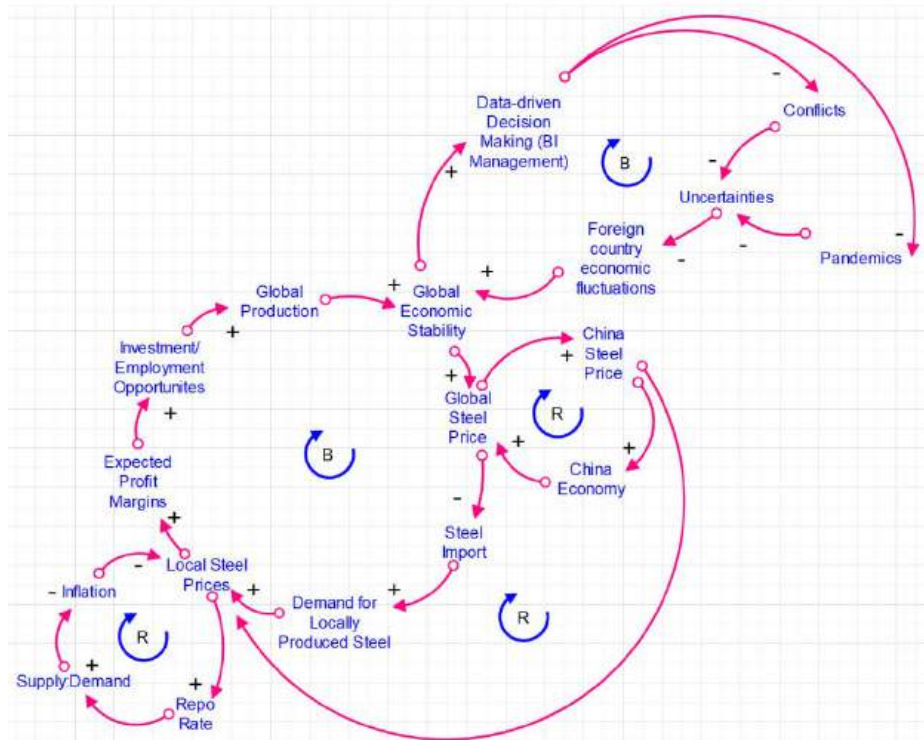 -
Data-driven
Decision
Making (BI
Management)
Conflicts
B
+
-
Uncertainties
-
-
Pandemics
-
Foreign
country
economic
fluctuations
-
+
Global
Production
+
Global
Economic
Stability
+
Investment/
Employment
Opportunites
China
Steel
Price
+
+
Global
Steel
Price
R
+
+
+
China
Economy
B
Expected
Profit
Margins
-
+
Steel
Import
- Inflation
-
Local Steel
Prices
+
+
Demand for
Locally
Produced Steel
R
R
Supply:Demand
+
+
Repo
Rate